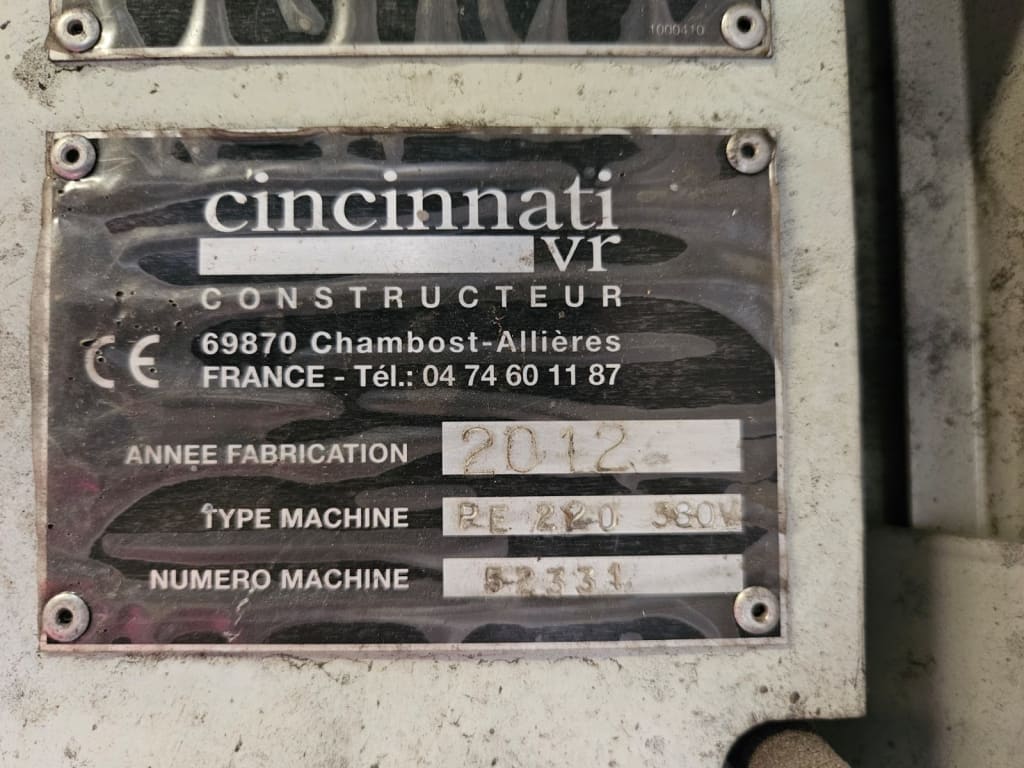 1000410
cincinnati
vr
CONSTRUCTEUR
CE
69870 Chambost-Allières
FRANCE - Tél.: 04 74 60 11 87
ANNEE FABRICATION 2012
TYPE MACHINE PE 220 380V
NUMERO MACHINE 52331